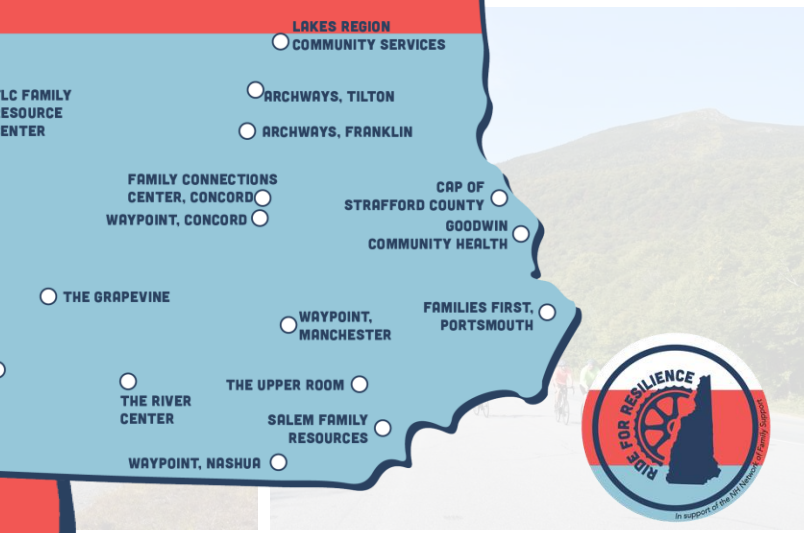 LAKES REGION
COMMUNITY SERVICES
LC FAMILY
ESOURCE
ENTER
ARCHWAYS, TILTON
ARCHWAYS, FRANKLIN
FAMILY CONNECTIONS
CENTER, CONCORD
WAYPOINT, CONCORD
CAP OF
STRAFFORD COUNTY
GOODWIN
COMMUNITY HEALTH
THE GRAPEVINE
WAYPOINT,
MANCHESTER
FAMILIES FIRST,
PORTSMOUTH
THE RIVER
CENTER
THE UPPER ROOM
SALEM FAMILY
RESOURCES
WAYPOINT, NASHUA
RIDE FOR RESILIENCE
In support of the NH Network of Family Support